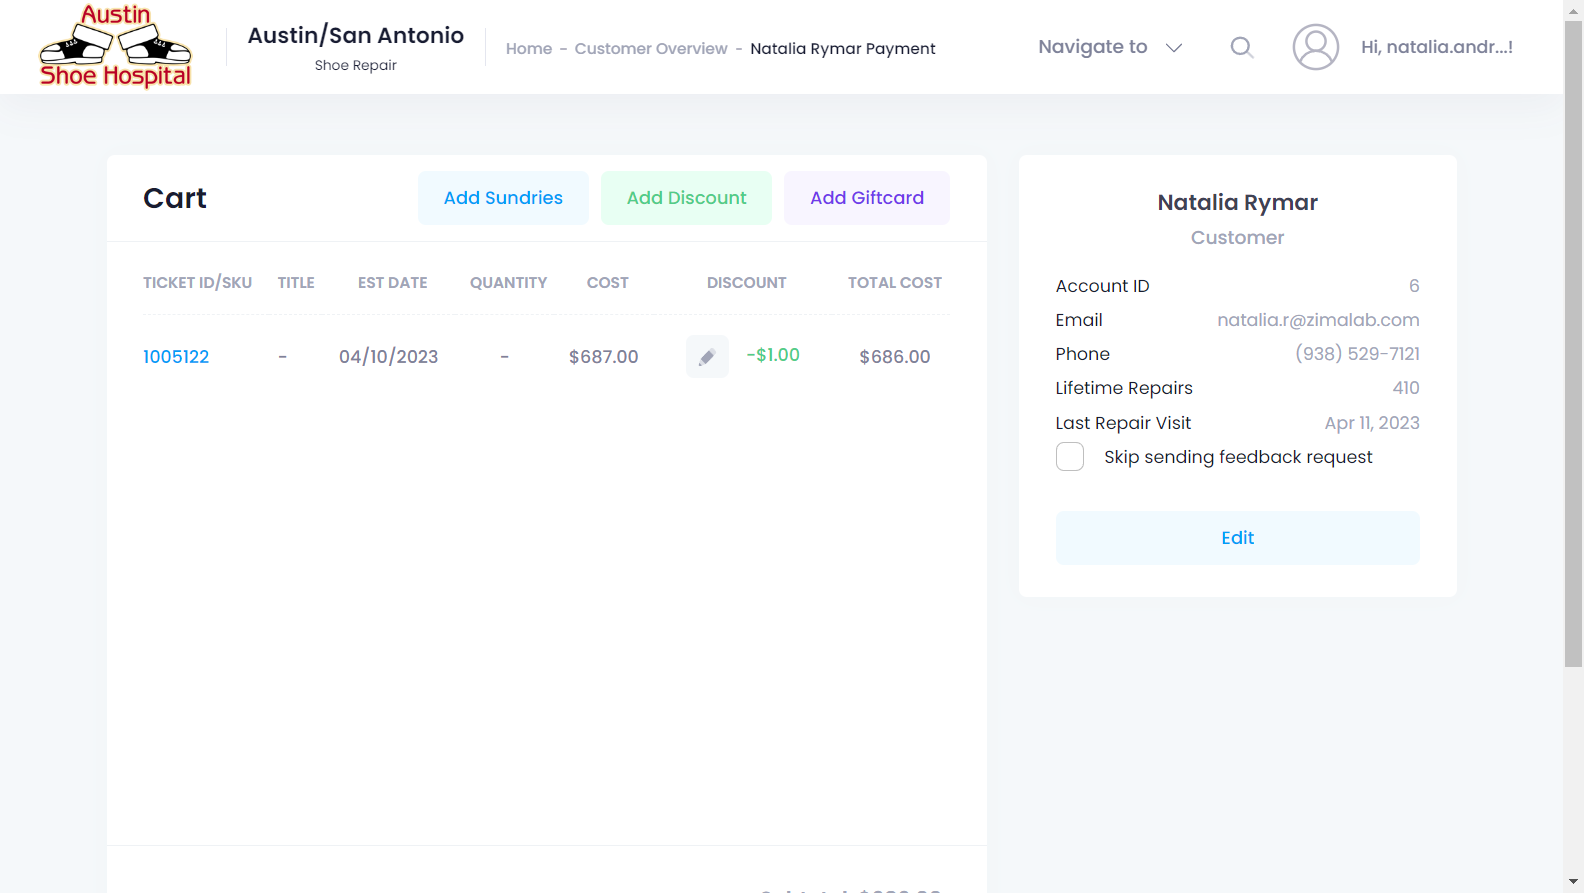 Austin
Shoe Hospital
Austin/San Antonio
Shoe Repair
Home - Customer Overview - Natalia Rymar Payment
Navigate to
Hi, natalia.andr...!
Cart
Add Sundries
Add Discount
Add Giftcard
TICKET ID/SKU TITLE EST DATE QUANTITY COST DISCOUNT TOTAL COST
1005122 - 04/10/2023 - $687.00 -$1.00 $686.00
Natalia Rymar
Customer
Account ID 6
Email natalia.r@zimalab.com
Phone (938) 529-7121
Lifetime Repairs 410
Last Repair Visit Apr 11, 2023
Skip sending feedback request
Edit